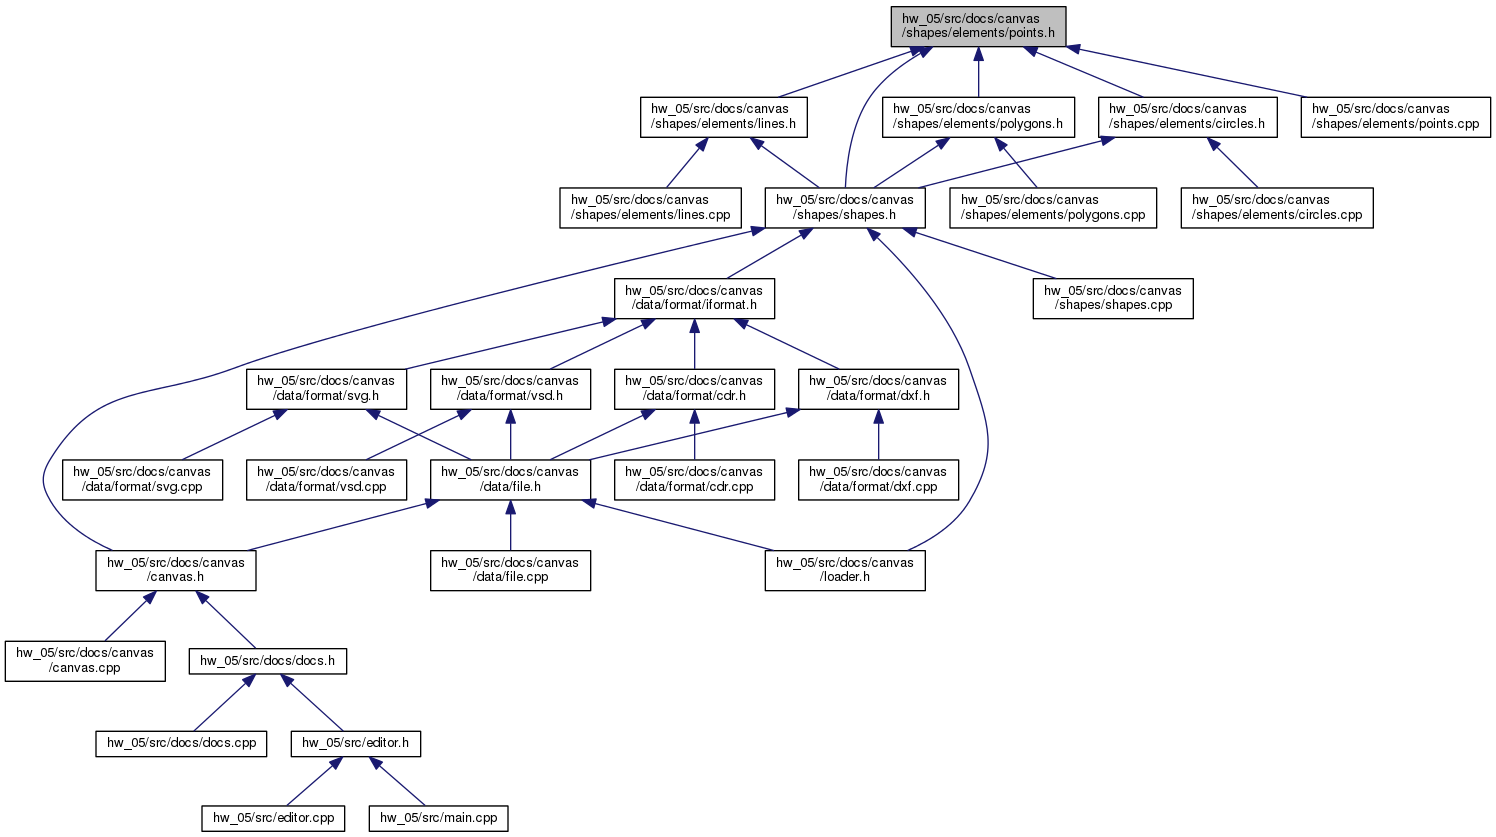 hw_05/src/docs/canvas
/shapes/elements/points.h
hw_05/src/docs/canvas
/shapes/elements/lines.h
hw_05/src/docs/canvas
/shapes/elements/polygons.h
hw_05/src/docs/canvas
/shapes/elements/circles.h
hw_05/src/docs/canvas
/shapes/elements/points.cpp
hw_05/src/docs/canvas
/shapes/elements/lines.cpp
hw_05/src/docs/canvas
/shapes/shapes.h
hw_05/src/docs/canvas
/shapes/elements/polygons.cpp
hw_05/src/docs/canvas
/shapes/elements/circles.cpp
hw_05/src/docs/canvas
/data/format/iformat.h
hw_05/src/docs/canvas
/shapes/shapes.cpp
hw_05/src/docs/canvas
/data/format/svg.h
hw_05/src/docs/canvas
/data/format/vsd.h
hw_05/src/docs/canvas
/data/format/cdr.h
hw_05/src/docs/canvas
/data/format/dxf.h
hw_05/src/docs/canvas
/data/format/svg.cpp
hw_05/src/docs/canvas
/data/format/vsd.cpp
hw_05/src/docs/canvas
/data/file.h
hw_05/src/docs/canvas
/data/format/cdr.cpp
hw_05/src/docs/canvas
/data/format/dxf.cpp
hw_05/src/docs/canvas
/canvas.h
hw_05/src/docs/canvas
/data/file.cpp
hw_05/src/docs/canvas
/loader.h
hw_05/src/docs/canvas
/canvas.cpp
hw_05/src/docs/docs.h
hw_05/src/docs/docs.cpp
hw_05/src/editor.h
hw_05/src/editor.cpp
hw_05/src/main.cpp